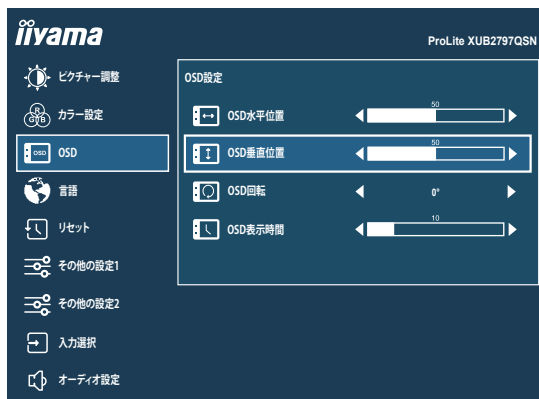 iiyama
ProLite XUB2797QSN
ピクチャー調整
カラー設定
OSD
言語
リセット
その他の設定1
その他の設定2
入力選択
オーディオ設定
OSD設定
OSD水平位置 50
OSD垂直位置 50
OSD回転 0°
OSD表示時間 10
R
G B
OSD